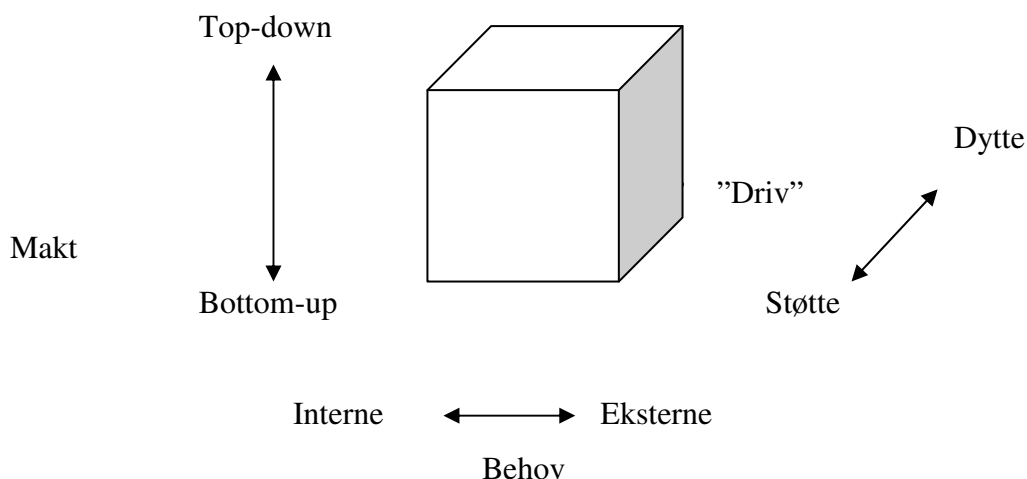 Top-down
Dytte
”Driv”
Makt
Bottom-up
Støtte
Interne
Eksterne
Behov